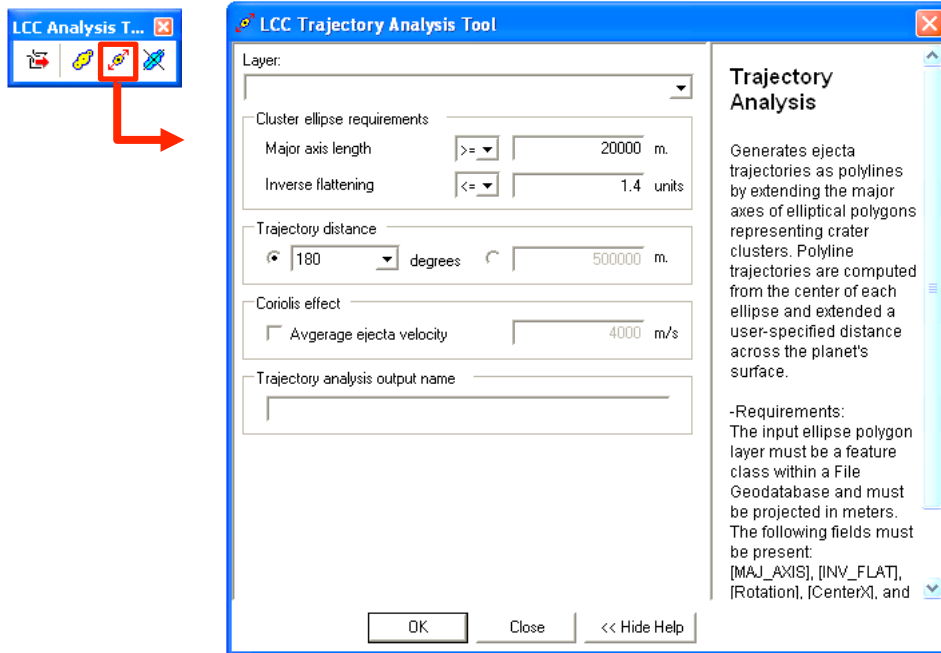 LCC Analysis T...
LCC Trajectory Analysis Tool
Layer:
Cluster ellipse requirements
Major axis length >= 20000 m.
Inverse flattening <= 1.4 units
Trajectory distance
180 degrees 500000 m.
Coriolis effect
Avgerage ejecta velocity 4000 m/s
Trajectory analysis output name
OK Close << Hide Help
Trajectory
Analysis
Generates ejecta
trajectories as polylines
by extending the major
axes of elliptical polygons
representing crater
clusters. Polyline
trajectories are computed
from the center of each
ellipse and extended a
user-specified distance
across the planet's
surface.
-Requirements:
The input ellipse polygon
layer must be a feature
class within a File
Geodatabase and must
be projected in meters.
The following fields must
be present:
[MAJ_AXIS], [INV_FLAT],
[Rotation], [CenterX], and